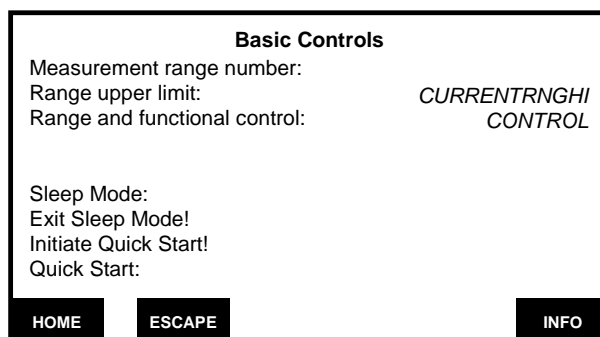 Basic Controls
Measurement range number:
Range upper limit: CURRENTRNGHI
Range and functional control: CONTROL
Sleep Mode:
Exit Sleep Mode!
Initiate Quick Start!
Quick Start:
HOME ESCAPE INFO